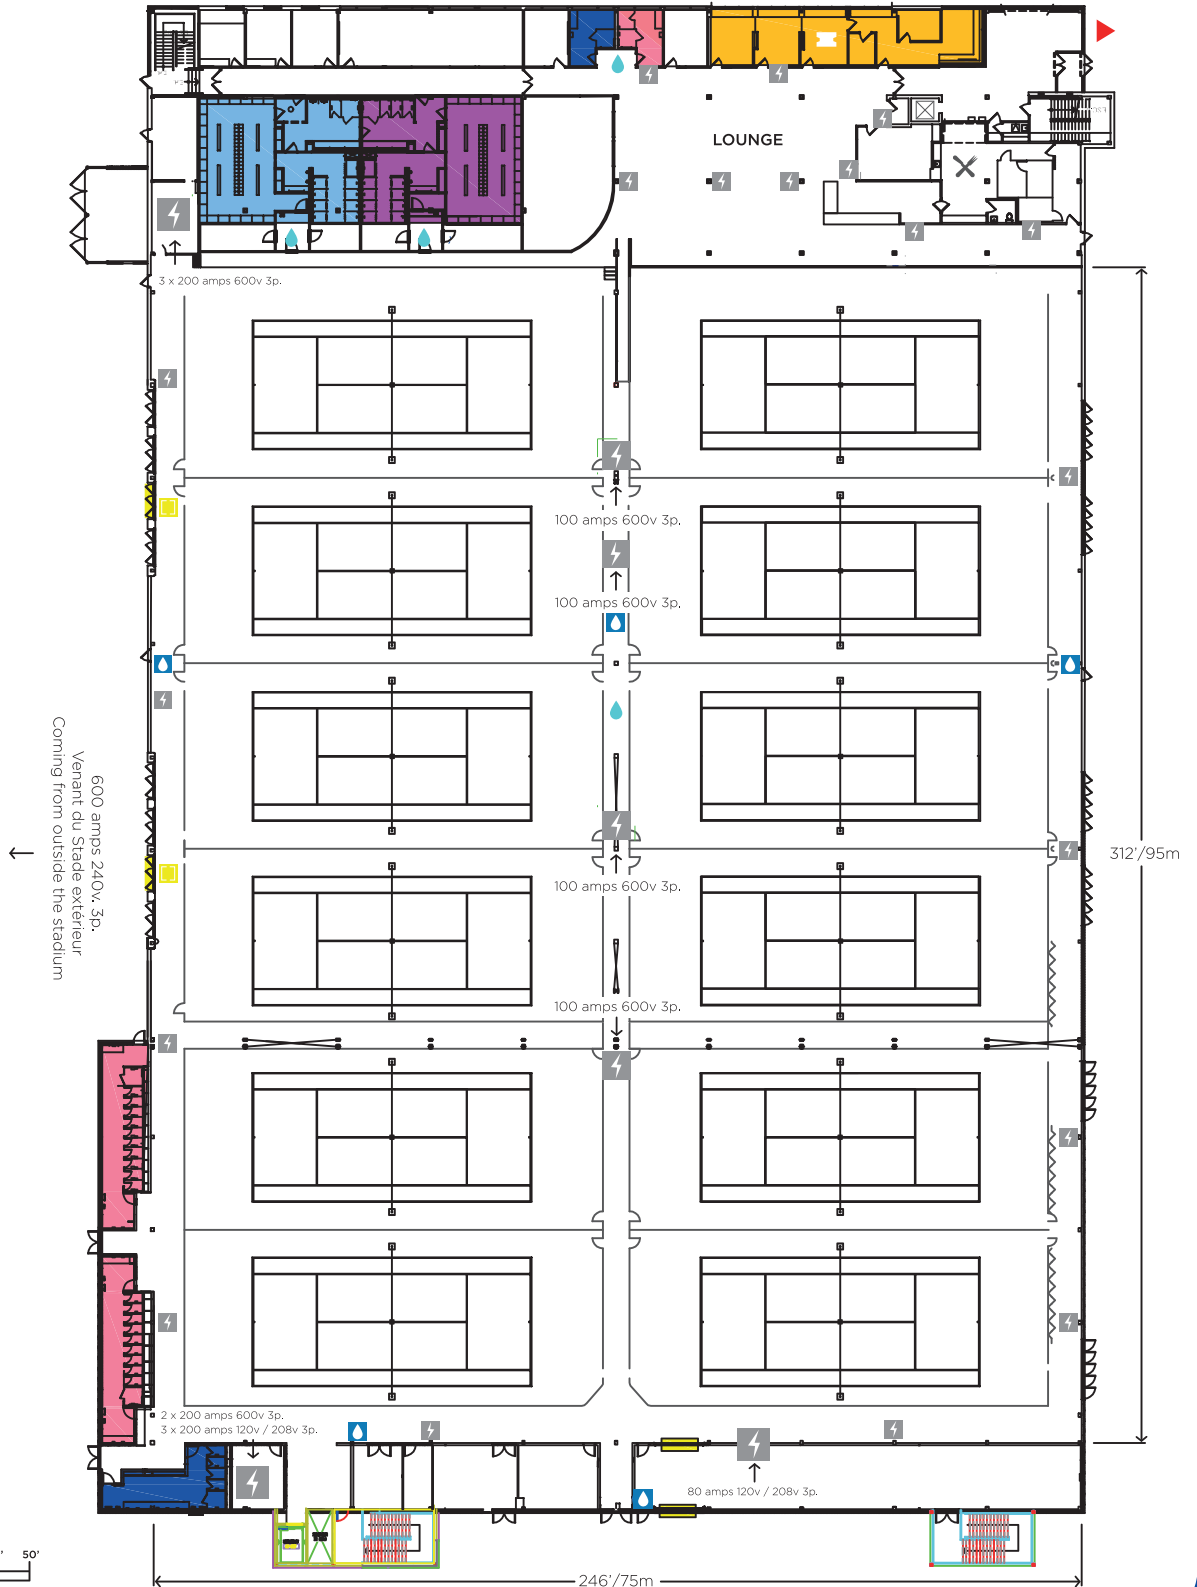 LOUNGE
3 x 200 amps 600v 3p.
100 amps 600v 3p.
100 amps 600v 3p.
600 amps 240v. 3p.
Venant du Stade extérieur
Coming from outside the stadium
312'/95m
100 amps 600v 3p.
100 amps 600v 3p.
2 x 200 amps 600v 3p.
3 x 200 amps 120v / 208v 3p.
80 amps 120v / 208v 3p.
50'
246'/75m